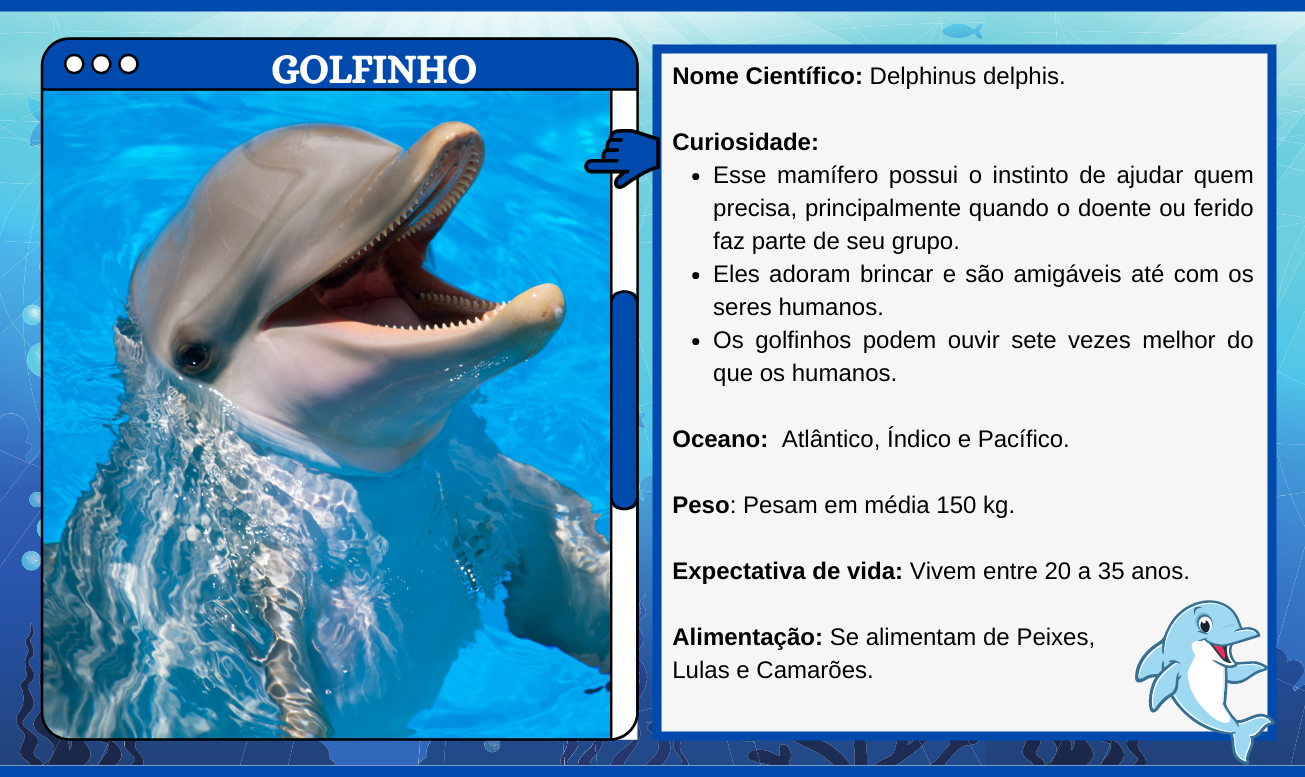 GOLFINHO
Nome Científico: Delphinus delphis.
Curiosidade:
• Esse mamífero possui o instinto de ajudar quem
precisa, principalmente quando o doente ou ferido
faz parte de seu grupo.
• Eles adoram brincar e são amigáveis até com os
seres humanos.
• Os golfinhos podem ouvir sete vezes melhor do
que os humanos.
Oceano: Atlântico, Índico e Pacífico.
Peso: Pesam em média 150 kg.
Expectativa de vida: Vivem entre 20 a 35 anos.
Alimentação: Se alimentam de Peixes,
Lulas e Camarões.